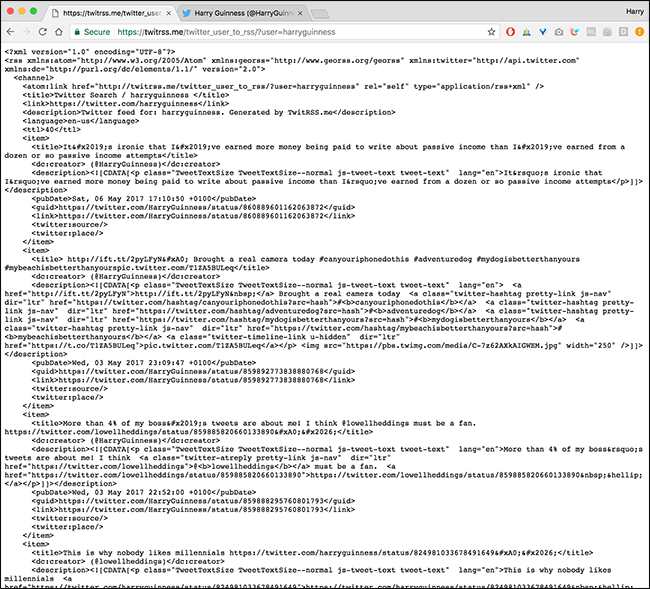 https://twitrss.me/twitter_user
Harry Guinness (@HarryGuinn
Harry
Secure
https://twitrss.me/twitter_user_to_rss/?user=harryguinness
<?xml version="1.0" encoding="UTF-8"?>
<rss xmlns:atom="http://www.w3.org/2005/Atom" xmlns:georss="http://www.georss.org/georss" xmlns:twitter="http://api.twitter.com"
xmlns:dc="http://purl.org/dc/elements/1.1/" version="2.0">
<channel>
<atom:link href="http://twitrss.me/twitter_user_to_rss/?user=harryguinness" rel="self" type="application/rss+xml" />
<title>Twitter Search / harryguinness </title>
<link>https://twitter.com/harryguinness</link>
<description>Twitter feed for: harryguinness. Generated by TwitRSS.me</description>
<language>en-us</language>
<ttl>40</ttl>
<item>
<title>It&#x2019;s ironic that I&#x2019;ve earned more money being paid to write about passive income than I&#x2019;ve earned from a
dozen or so passive income attempts</title>
<dc:creator> (@HarryGuinness)</dc:creator>
<description><![CDATA[<p class="TweetTextSize TweetTextSize--normal js-tweet-text tweet-text" lang="en">It&rsquo;s ironic that
I&rsquo;ve earned more money being paid to write about passive income than I&rsquo;ve earned from a dozen or so passive income attempts</p>]]>
</description>
<pubDate>Sat, 06 May 2017 17:10:50 +0100</pubDate>
<guid>https://twitter.com/HarryGuinness/status/860889601162063872</guid>
<link>https://twitter.com/HarryGuinness/status/860889601162063872</link>
<twitter:source/>
<twitter:place/>
</item>
<item>
<title> http://ift.tt/2pyLFyN&#xA0; Brought a real camera today #canyouriphonedothis #adventuredog #mydogisbetterthanyours
#mybeachisbetterthanyourspic.twitter.com/T1ZA5BULeq</title>
<dc:creator> (@HarryGuinness)</dc:creator>
<description><![CDATA[<p class="TweetTextSize TweetTextSize--normal js-tweet-text tweet-text" lang="en"> <a
href="http://ift.tt/2pyLFyN">http://ift.tt/2pyLFyN&nbsp;</a> Brought a real camera today <a class="twitter-hashtag pretty-link js-nav"
dir="ltr" href="https://twitter.com/hashtag/canyouriphonedothis?src=hash">#<b>canyouriphonedothis</b></a> <a class="twitter-hashtag pretty-
link js-nav" dir="ltr" href="https://twitter.com/hashtag/adventuredog?src=hash">#<b>adventuredog</b></a> <a class="twitter-hashtag pretty-
link js-nav" dir="ltr" href="https://twitter.com/hashtag/mydogisbetterthanyours?src=hash">#<b>mydogisbetterthanyours</b></a> <a
class="twitter-hashtag pretty-link js-nav" dir="ltr" href="https://twitter.com/hashtag/mybeachisbetterthanyours?src=hash">#
<b>mybeachisbetterthanyours</b></a> <a class="twitter-timeline-link u-hidden" dir="ltr"
href="https://t.co/T1ZA5BULeq">pic.twitter.com/T1ZA5BULeq</a></p> <img src="https://pbs.twimg.com/media/C-7z62AXkAIGWEM.jpg" width="250" />]]>
</description>
<pubDate>Wed, 03 May 2017 23:09:47 +0100</pubDate>
<guid>https://twitter.com/HarryGuinness/status/859892773838880768</guid>
<link>https://twitter.com/HarryGuinness/status/859892773838880768</link>
<twitter:source/>
<twitter:place/>
</item>
<item>
<title>More than 4% of my boss&#x2019;s tweets are about me! I think @lowellheddings must be a fan.
https://twitter.com/lowellheddings/status/859885820660133890&#xA0;&#x2026;</title>
<dc:creator> (@HarryGuinness)</dc:creator>
<description><![CDATA[<p class="TweetTextSize TweetTextSize--normal js-tweet-text tweet-text" lang="en">More than 4% of my boss&rsquo;s
tweets are about me! I think <a class="twitter-atreply pretty-link js-nav" dir="ltr"
href="https://twitter.com/lowellheddings">@<b>lowellheddings</b></a> must be a fan. <a
href="https://twitter.com/lowellheddings/status/859885820660133890">https://twitter.com/lowellheddings/status/859885820660133890&nbsp;&hellip;
</a></p>]]></description>
<pubDate>Wed, 03 May 2017 22:52:00 +0100</pubDate>
<guid>https://twitter.com/HarryGuinness/status/859888295760801793</guid>
<link>https://twitter.com/HarryGuinness/status/859888295760801793</link>
<twitter:source/>
<twitter:place/>
</item>
<item>
<title>This is why nobody likes millennials https://twitter.com/harryguinness/status/824981033678491649&#xA0;&#x2026;</title>
<dc:creator> (@lowellheddings)</dc:creator>
<description><![CDATA[<p class="TweetTextSize TweetTextSize--normal js-tweet-text tweet-text" lang="en">This is why nobody likes
millennials <a
href="https://twitter.com/harryguinness/status/824981033678491649">https://twitter.com/harryguinness/status/824981033678491649&nbsp;&hellip;